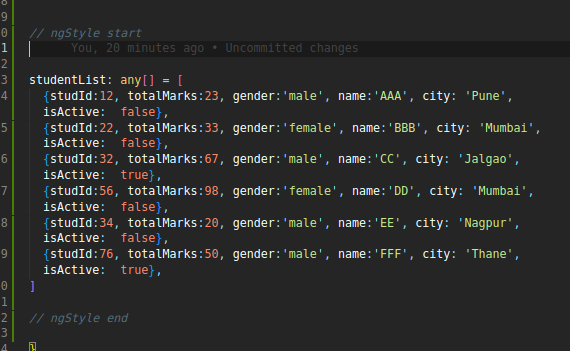 8
9
0 // ngStyle start
1 You, 20 minutes ago • Uncommitted changes
2
3 studentList: any[] = [
4 {studId:12, totalMarks:23, gender:'male', name:'AAA', city: 'Pune',
isActive:  false},
5 {studId:22, totalMarks:33, gender:'female', name:'BBB', city: 'Mumbai',
isActive:  false},
6 {studId:32, totalMarks:67, gender:'male', name:'CC', city: 'Jalgao',
isActive:  true},
7 {studId:56, totalMarks:98, gender:'female', name:'DD', city: 'Mumbai',
isActive:  false},
8 {studId:34, totalMarks:20, gender:'male', name:'EE', city: 'Nagpur',
isActive:  false},
9 {studId:76, totalMarks:50, gender:'male', name:'FFF', city: 'Thane',
isActive:  true},
0 ]
1
2 // ngStyle end
3
4 }